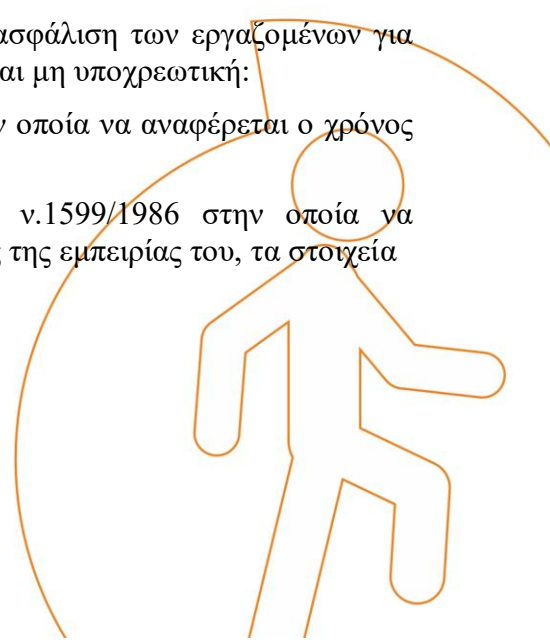 ασφάλιση των εργαζομένων για
αι μη υποχρεωτική:
ν οποία να αναφέρεται ο χρόνος
ν.1599/1986 στην οποία να
ς της εμπειρίας του, τα στοιχεία